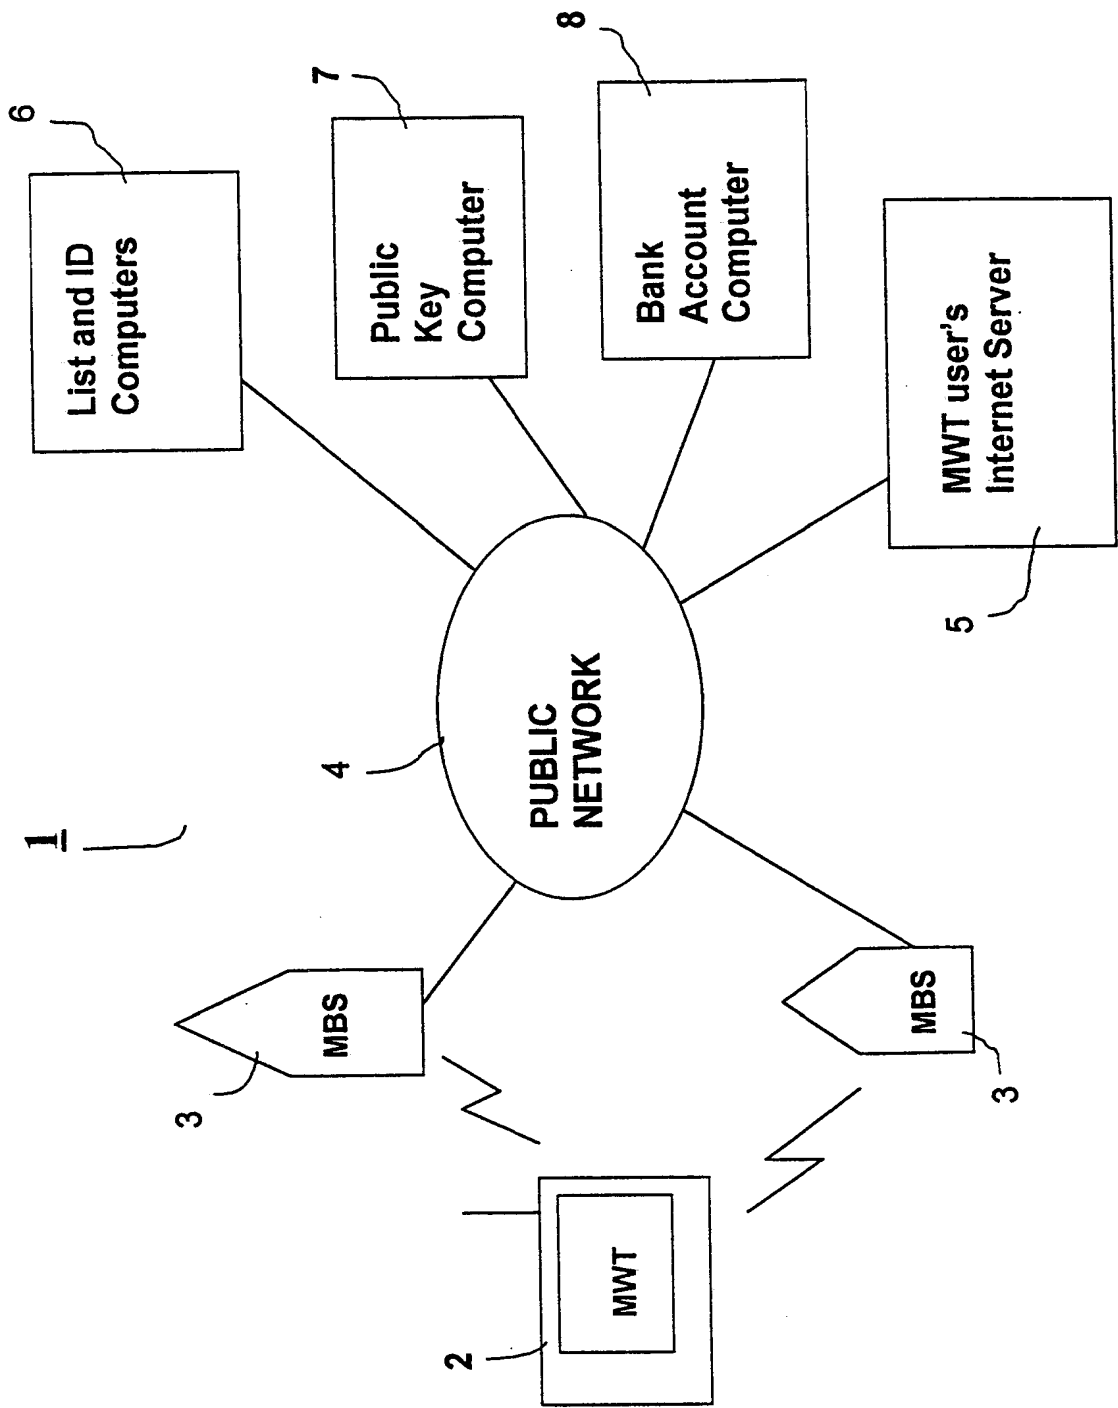 1
6
List and ID
Computers
7
Public
Key
Computer
8
Bank
Account
Computer
MWT user's
Internet Server
5
4
PUBLIC
NETWORK
3
MBS
MBS
3
2
MWT